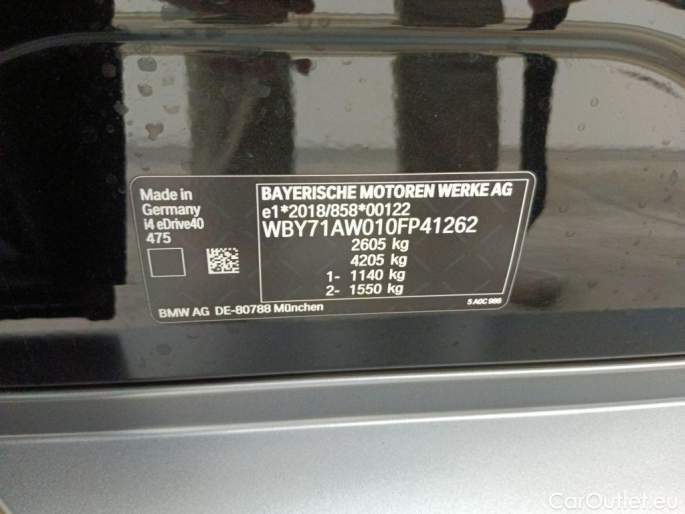 Made in
Germany
i4 eDrive40
475
BAYERISCHE MOTOREN WERKE AG
e1*2018/858*00122
WBY71AW010FP41262
2605 kg
4205 kg
1- 1140 kg
2- 1550 kg
BMW AG DE-80788 München
5 A0C 986
CarOutlet.eu